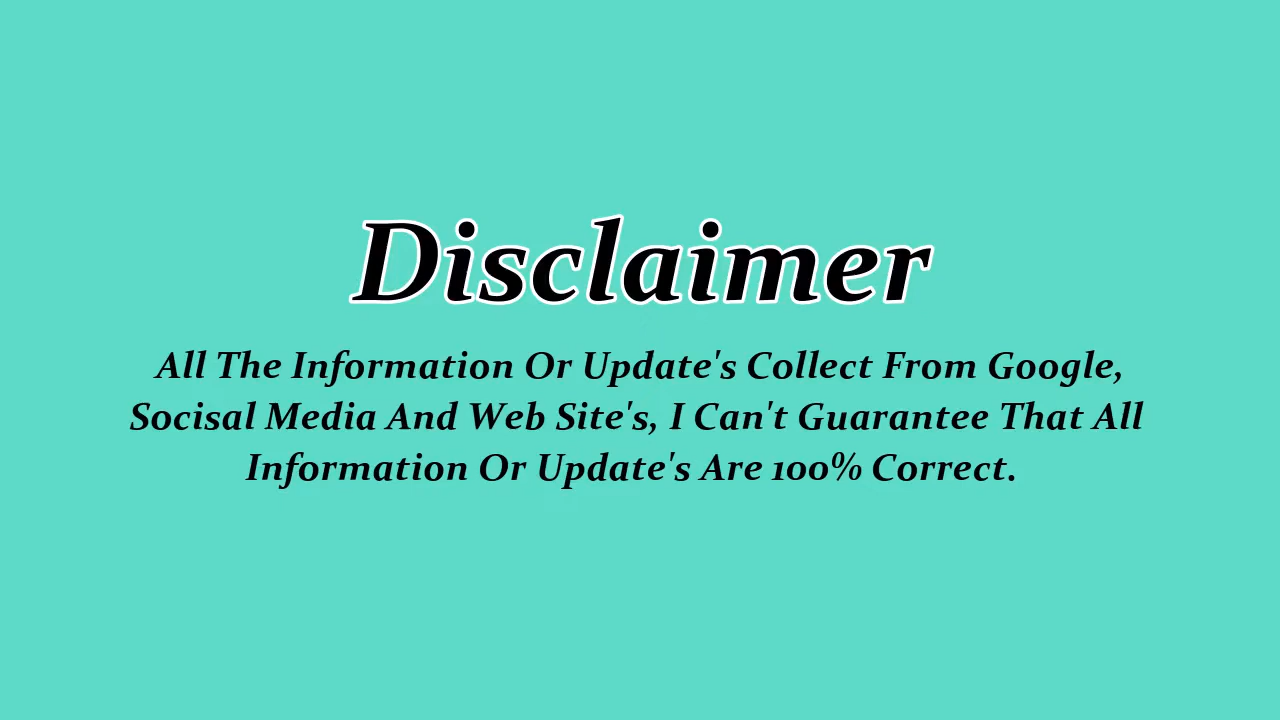 Disclaimer
All The Information Or Update's Collect From Google,
Socisal Media And Web Site's, I Can't Guarantee That All
Information Or Update's Are 100% Correct.